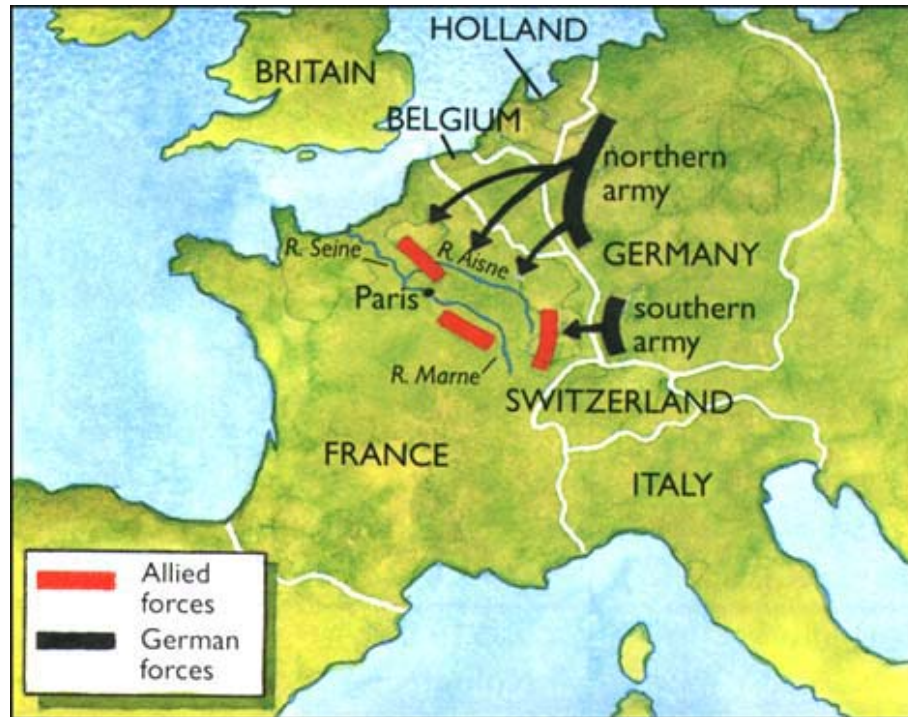 HOLLAND
BRITAIN
BELGIUM
northern
army
R. Seine
R. Aisne
GERMANY
Paris
southern
army
R. Marne
SWITZERLAND
FRANCE
ITALY
Allied
forces
German
forces